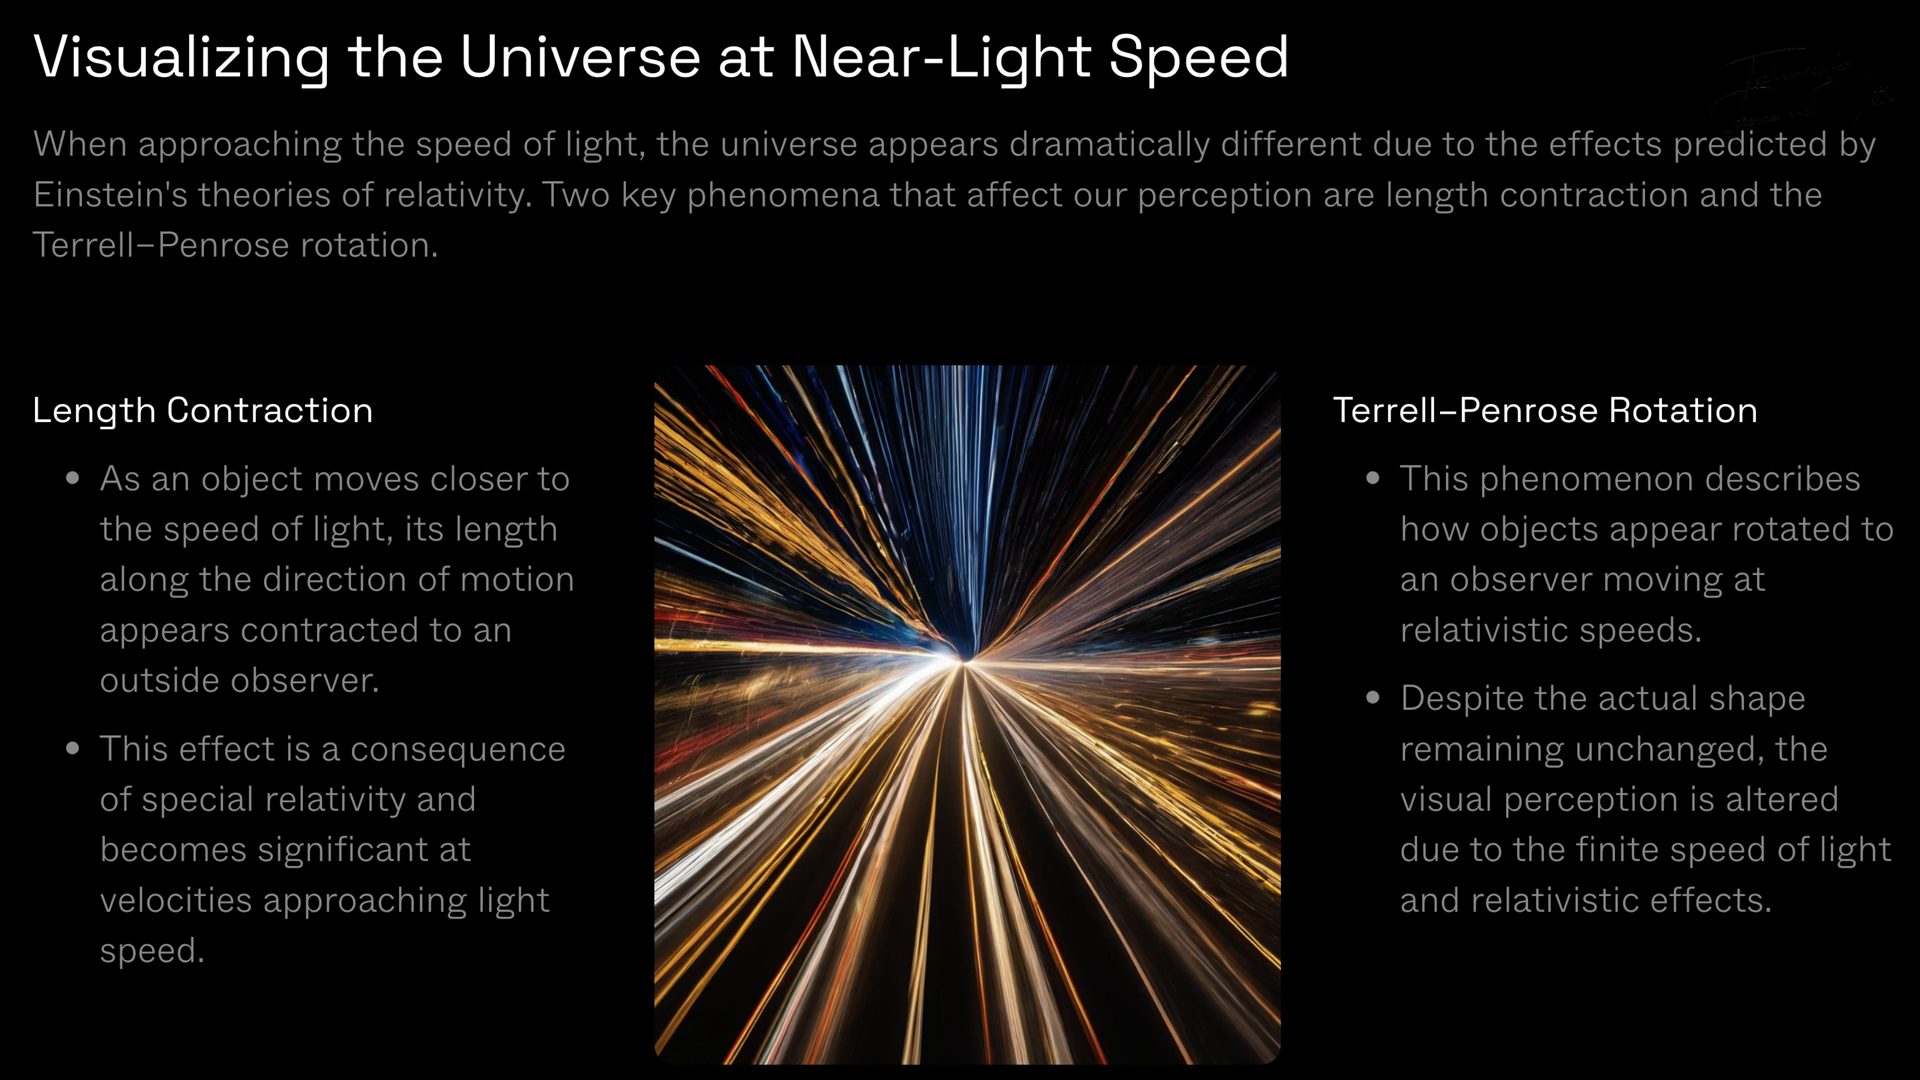 Visualizing the Universe at Near-Light Speed
When approaching the speed of light, the universe appears dramatically different due to the effects predicted by
Einstein's theories of relativity. Two key phenomena that affect our perception are length contraction and the
Terrell–Penrose rotation.
Length Contraction
• As an object moves closer to
the speed of light, its length
along the direction of motion
appears contracted to an
outside observer.
• This effect is a consequence
of special relativity and
becomes significant at
velocities approaching light
speed.
Terrell–Penrose Rotation
• This phenomenon describes
how objects appear rotated to
an observer moving at
relativistic speeds.
• Despite the actual shape
remaining unchanged, the
visual perception is altered
due to the finite speed of light
and relativistic effects.